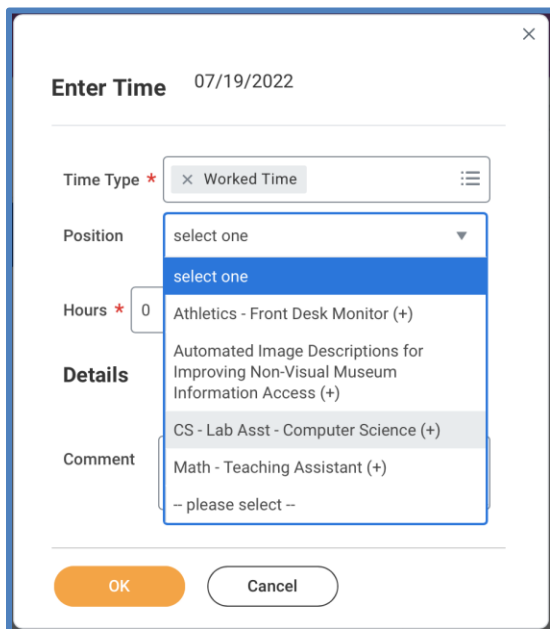 Enter Time 07/19/2022
Time Type * × Worked Time
Position select one
select one
Hours * 0
Athletics - Front Desk Monitor (+)
Automated Image Descriptions for
Improving Non-Visual Museum
Information Access (+)
Details
CS - Lab Asst - Computer Science (+)
Comment
Math - Teaching Assistant (+)
-- please select --
OK Cancel